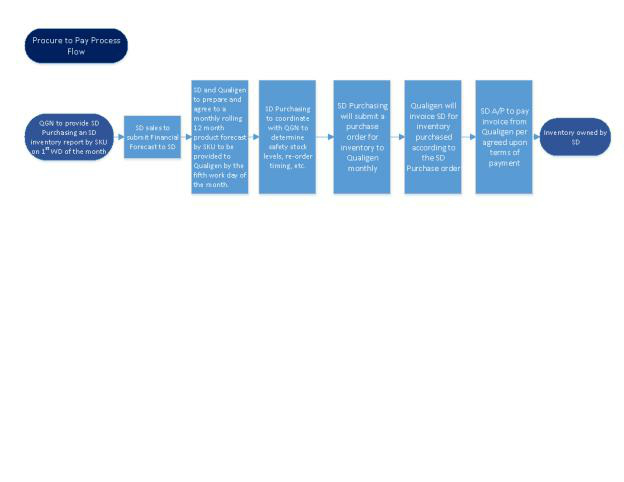 Procure to Pay Process
Flow
QGN to provide SD
Purchasing an SD
inventory report by SKU
on 1st WD of the month
SD sales to
submit Financial
Forecast to SD
SD and Qualigen
to prepare and
agree to a
monthly rolling
12 month
product forecast
by SKU to be
provided to
Qualigen by the
fifth work day of
the month.
SD Purchasing
to coordinate
with QGN to
determine
safety stock
levels, re-order
timing, etc.
SD Purchasing
will submit a
purchase
order for
inventory to
Qualigen
monthly
Qualigen will
invoice SD for
inventory
purchased
according to
the SD
Purchase order
SD A/P to pay
invoice from
Qualigen per
agreed upon
terms of
payment
Inventory owned by
SD